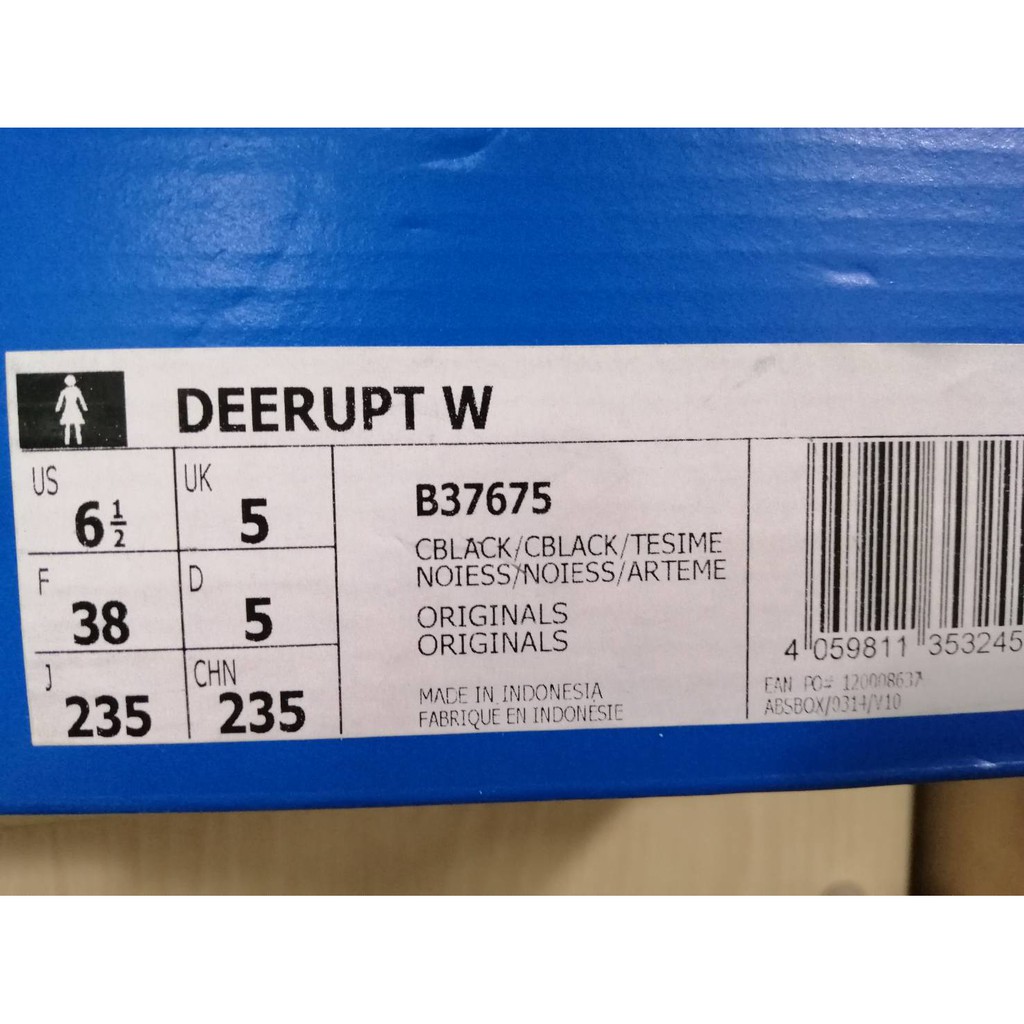 DEERUPT W
US
6½
UK
5
F
38
D
5
J
235
CHN
235
B37675
CBLACK/CBLACK/TESIME
NOIESS/NOIESS/ARTEME
ORIGINALS
ORIGINALS
MADE IN INDONESIA
FABRIQUE EN INDONESIE
4 059811 353245
EAN PO#
ABSBOX/0314/V10